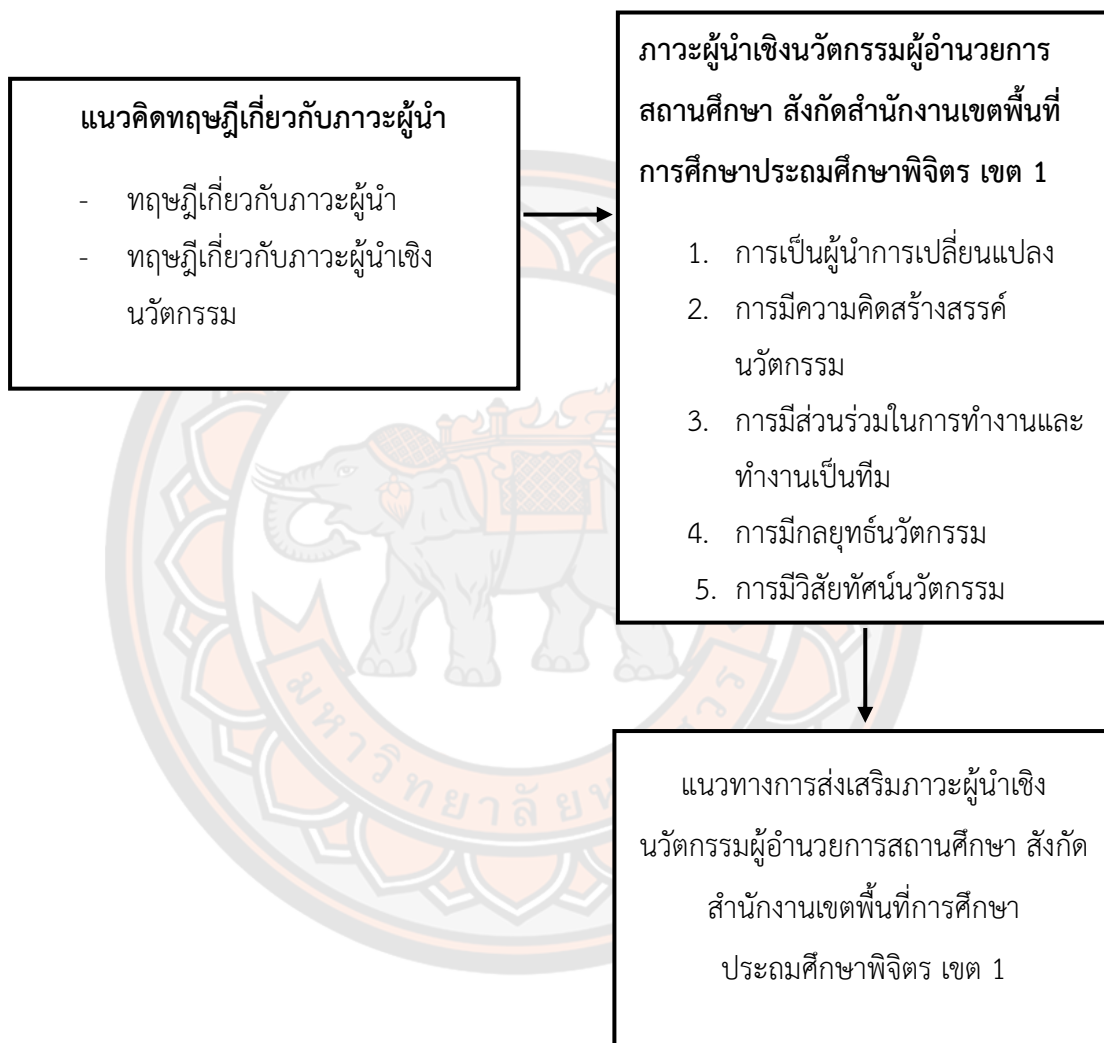 แนวคิดทฤษฎีเกี่ยวกับภาวะผู้นำ
- ทฤษฎีเกี่ยวกับภาวะผู้นำ
- ทฤษฎีเกี่ยวกับภาวะผู้นำเชิง
นวัตกรรม
ภาวะผู้นำเชิงนวัตกรรมผู้อำนวยการ
สถานศึกษา สังกัดสำนักงานเขตพื้นที่
การศึกษาประถมศึกษาพิจิตร เขต 1
1. การเป็นผู้นำการเปลี่ยนแปลง
2. การมีความคิดสร้างสรรค์
นวัตกรรม
3. การมีส่วนร่วมในการทำงานและ
ทำงานเป็นทีม
4. การมีกลยุทธ์นวัตกรรม
5. การมีวิสัยทัศน์นวัตกรรม
แนวทางการส่งเสริมภาวะผู้นำเชิง
นวัตกรรมผู้อำนวยการสถานศึกษา สังกัด
สำนักงานเขตพื้นที่การศึกษา
ประถมศึกษาพิจิตร เขต 1
มหาวิทยาลัย